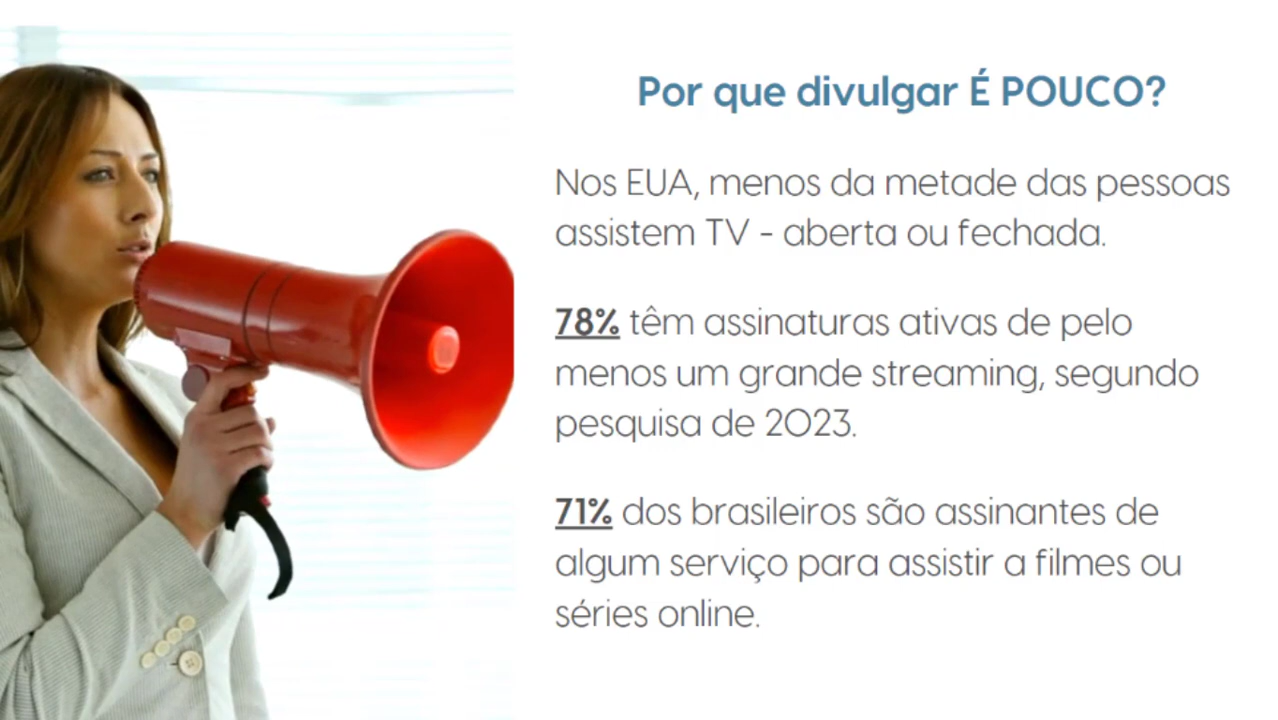 Por que divulgar É POUCO?
Nos EUA, menos da metade das pessoas
assistem TV - aberta ou fechada.
78% têm assinaturas ativas de pelo
menos um grande streaming, segundo
pesquisa de 2023.
71% dos brasileiros são assinantes de
algum serviço para assistir a filmes ou
séries online.